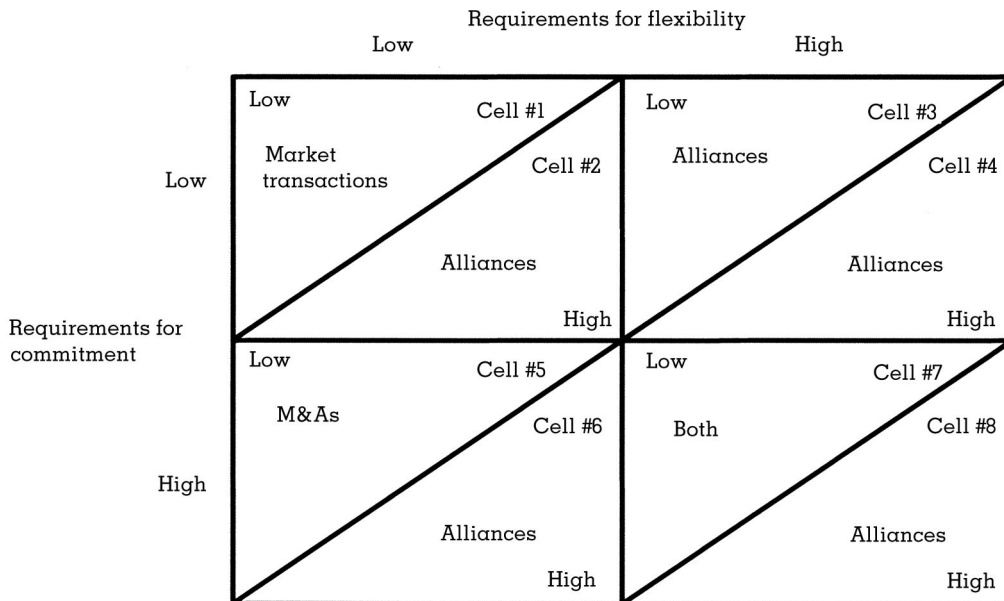 Requirements for flexibility
Low
High
Low
Cell #1
Low
Cell #3
Market
transactions
Cell #2
Alliances
Cell #4
Low
Alliances
Alliances
High
High
Requirements for
commitment
Low
Cell #5
Low
Cell #7
M&As
Cell #6
Both
Cell #8
High
Alliances
Alliances
High
High